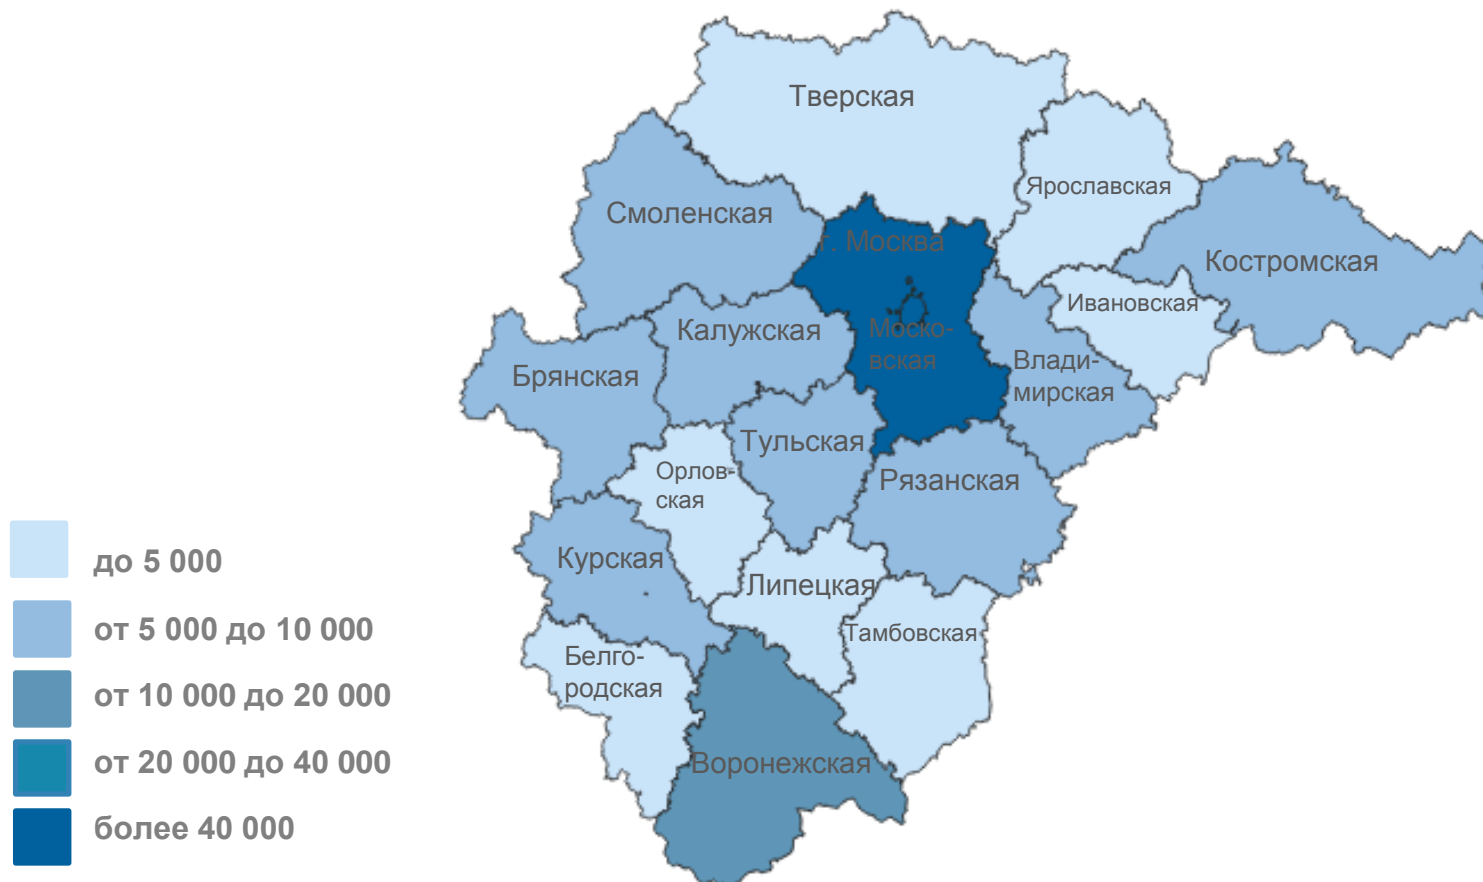 Тверская
Ярославская
Смоленская
г. Москва
Костромская
Ивановская
Калужская
Моско-
вская
Влади-
мирская
Брянская
Тульская
Орлов-
ская
Рязанская
Курская
Липецкая
Тамбовская
Белго-
родская
Воронежская
до 5 000
от 5 000 до 10 000
от 10 000 до 20 000
от 20 000 до 40 000
более 40 000